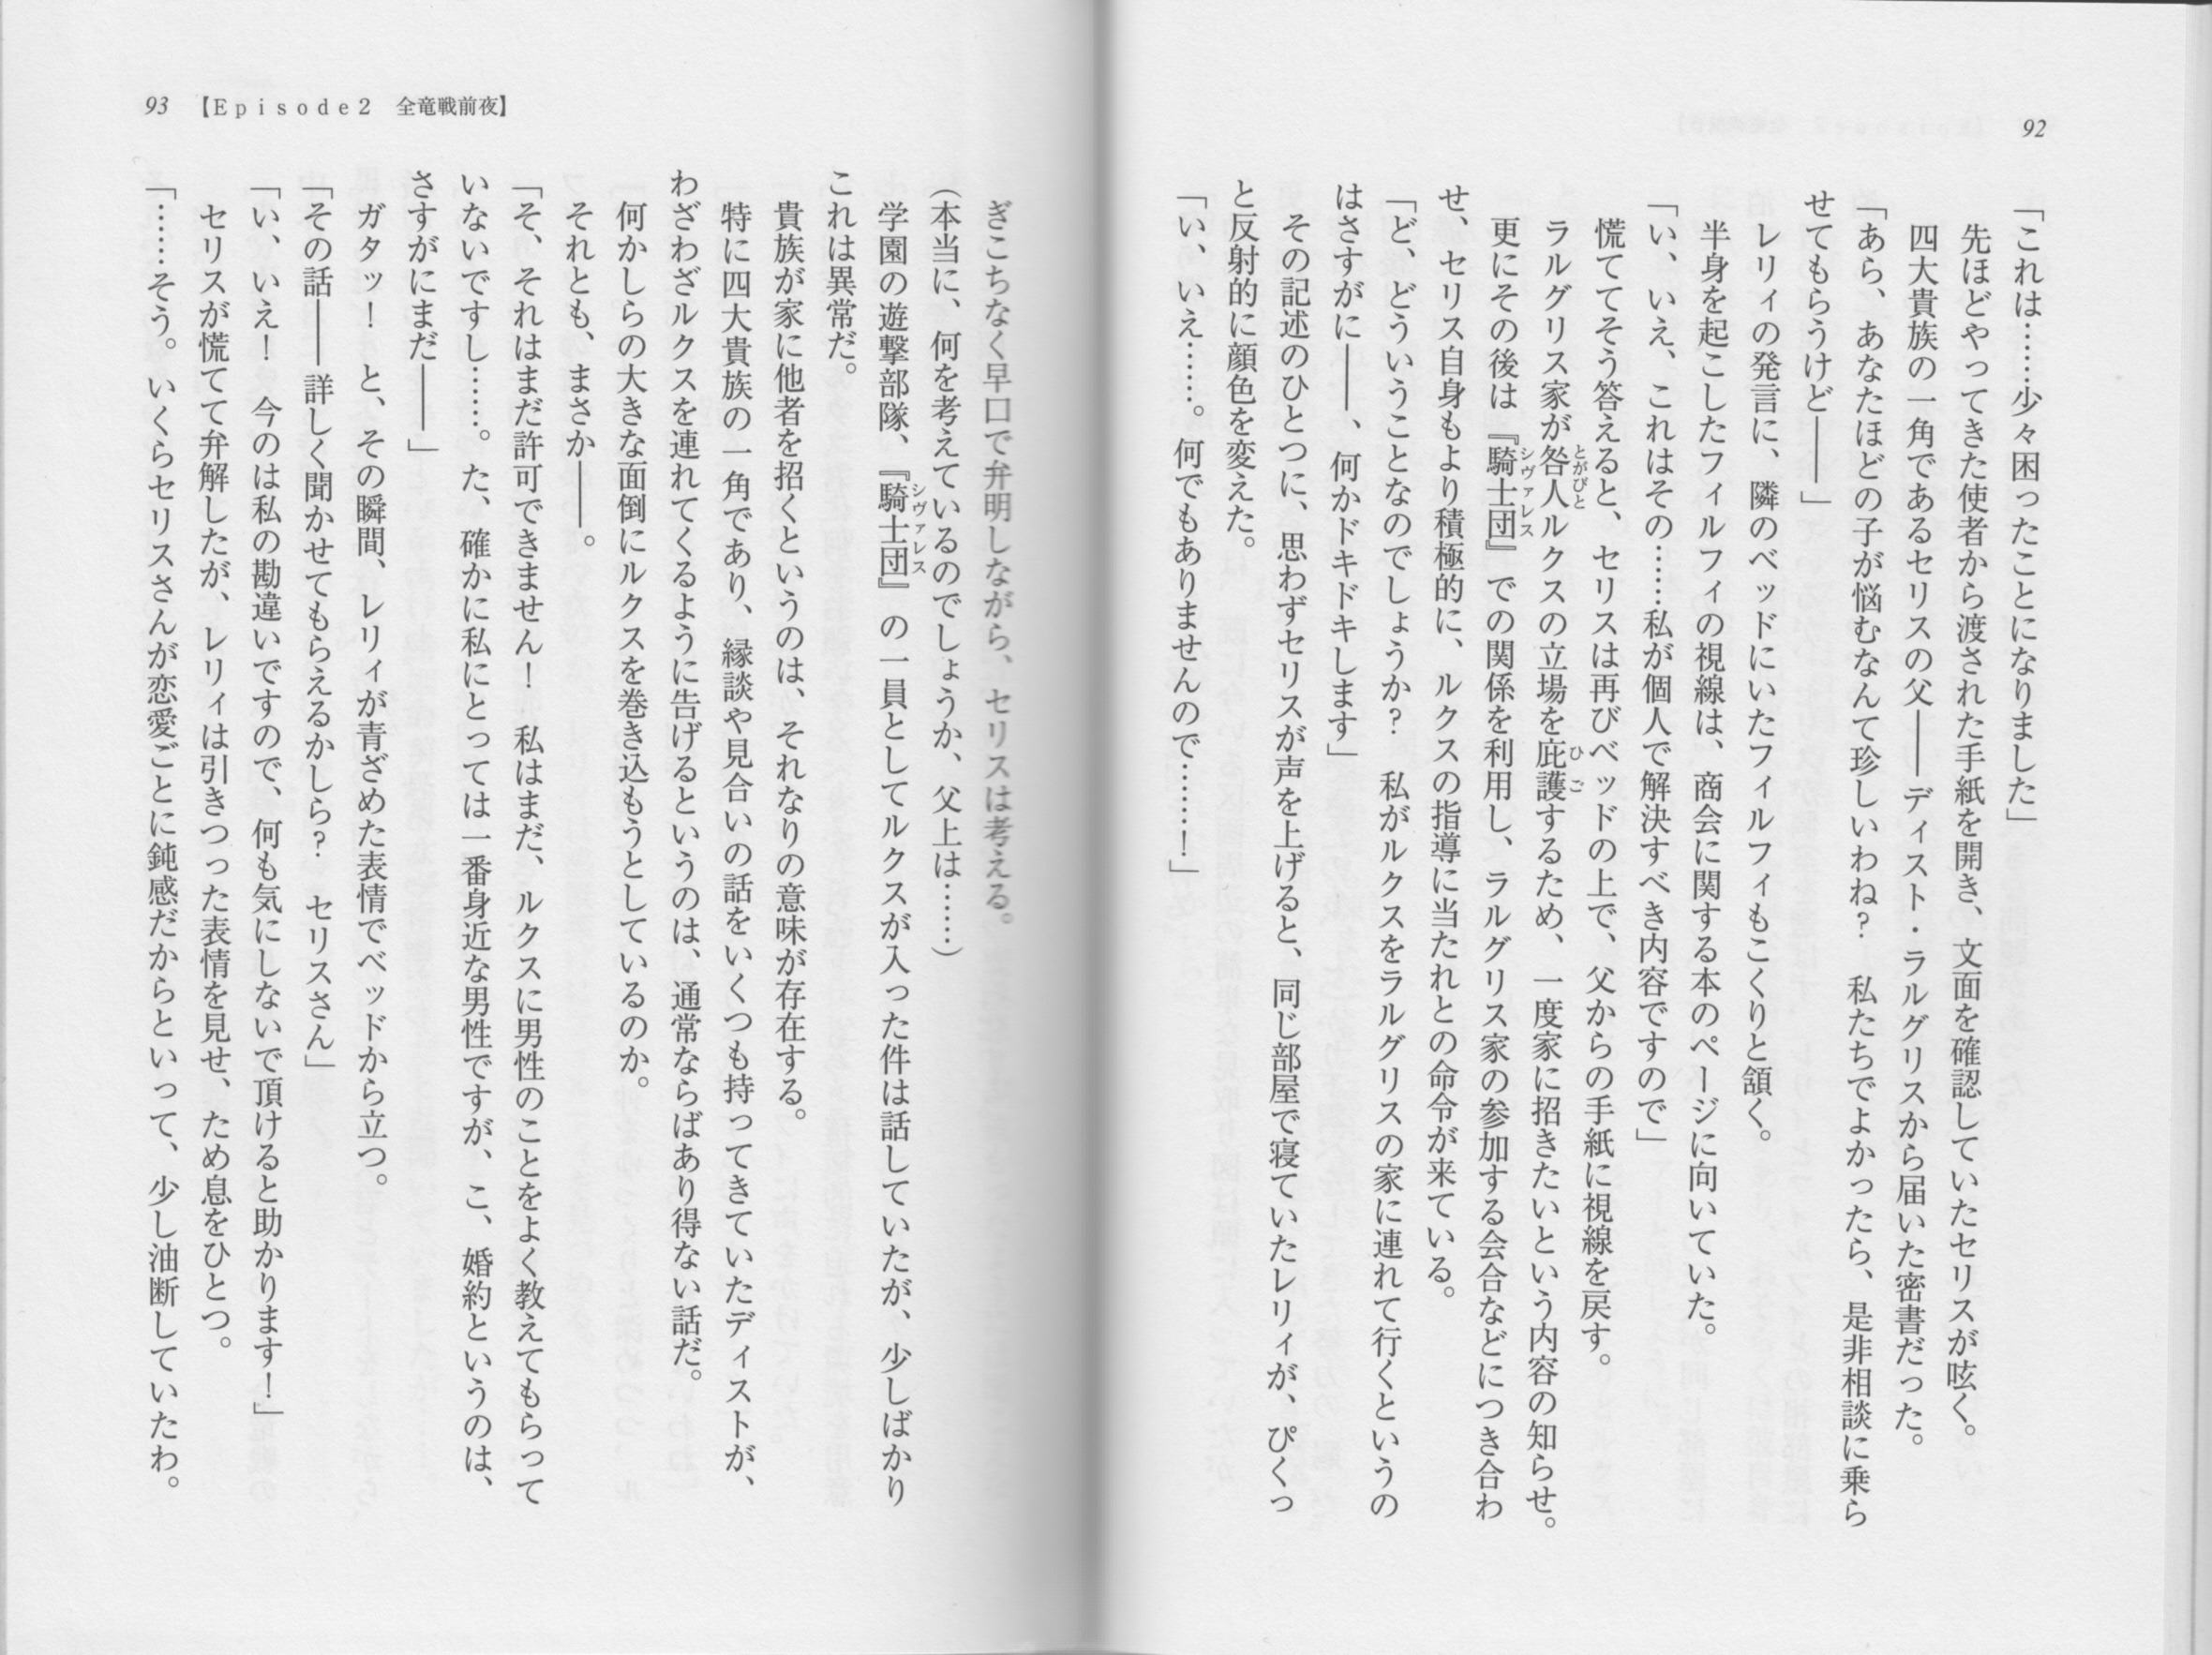 92
「これは……少々困ったことになりました」
先ほどやってきた使者から渡された手紙を開き、文面を確認していたセリスが呟く。
四大貴族の一角であるセリスの父――ディスト・ラルグリスから届いた密書だった。
「あら、あなたほどの子が悩むなんて珍しいわね？　私たちでよかったら、是非相談に乗ら
せてもらうけど――」
レリィの発言に、隣のベッドにいたフィルフィもこくりと頷く。
半身を起こしたフィルフィの視線は、商会に関する本のページに向いていた。
「い、いえ、これはその……私が個人で解決すべき内容ですので」
慌ててそう答えると、セリスは再びベッドの上で、父からの手紙に視線を戻す。
ラルグリス家が咎人ルクスの立場を庇護するため、一度家に招きたいという内容の知らせ。
とがびと
ひご
更にその後は『騎士団』での関係を利用し、ラルグリス家の参加する会合などにつき合わ
シヴァレス
せ、セリス自身もより積極的に、ルクスの指導に当たれとの命令が来ている。
「ど、どういうことなのでしょうか？　私がルクスをラルグリスの家に連れて行くというの
はさすがに――、何かドキドキします」
その記述のひとつに、思わずセリスが声を上げると、同じ部屋で寝ていたレリィが、ぴくっ
と反射的に顔色を変えた。
「い、いえ……。何でもありませんので……！」
93　【Episode2　全竜戦前夜】
ぎこちなく早口で弁明しながら、セリスは考える。
（本当に、何を考えているのでしょうか、父上は……）
学園の遊撃部隊、『騎士団』の一員としてルクスが入った件は話していたが、少しばかり
シヴァレス
これは異常だ。
貴族が家に他者を招くというのは、それなりの意味が存在する。
特に四大貴族の一角であり、縁談や見合いの話をいくつも持ってきていたディストが、
わざわざルクスを連れてくるように告げるというのは、通常ならばあり得ない話だ。
何かしらの大きな面倒にルクスを巻き込もうとしているのか。
それとも、まさか――。
「そ、それはまだ許可できません！　私はまだ、ルクスに男性のことをよく教えてもらって
いないですし……。た、確かに私にとっては一番身近な男性ですが、こ、婚約というのは、
さすがにまだ――」
ガタッ！　と、その瞬間、レリィが青ざめた表情でベッドから立つ。
「その話――詳しく聞かせてもらえるかしら？　セリスさん」
「い、いえ！　今のは私の勘違いですので、何も気にしないで頂けると助かります！」
セリスが慌てて弁解したが、レリィは引きつった表情を見せ、ため息をひとつ。
「……そう。いくらセリスさんが恋愛ごとに鈍感だからといって、少し油断していたわ。